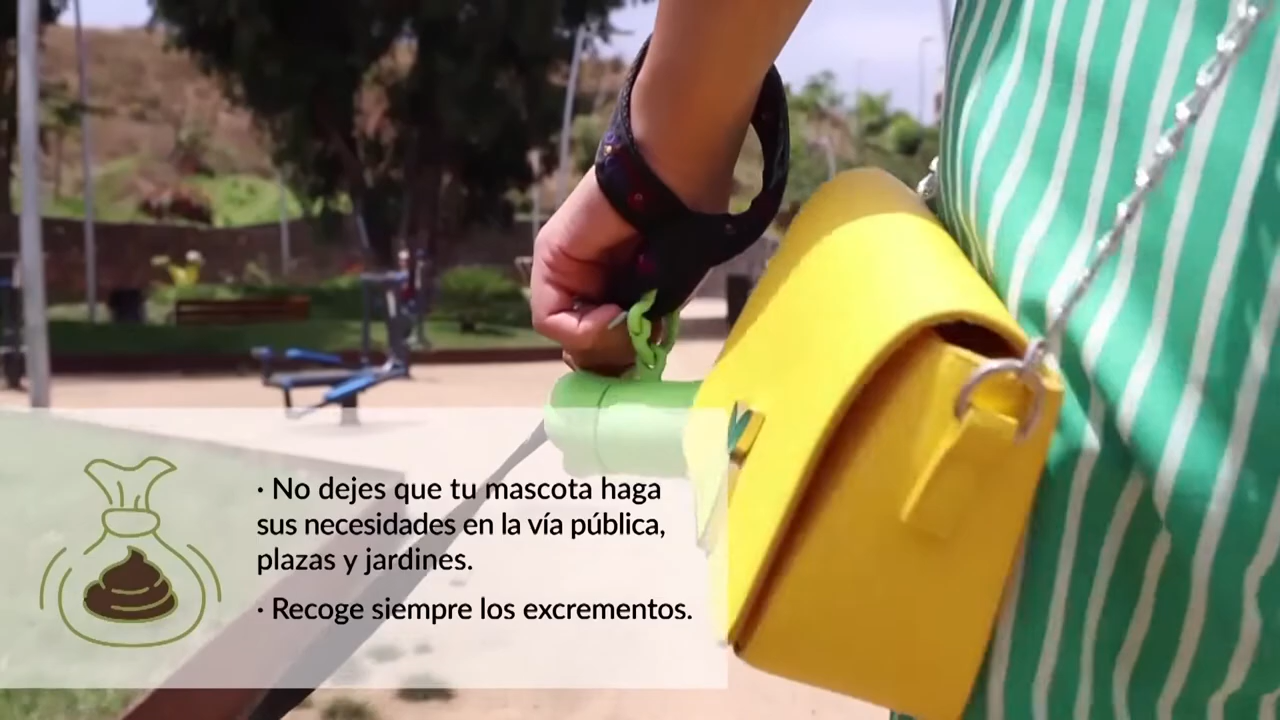 · No dejes que tu mascota haga
sus necesidades en la vía pública,
plazas y jardines.
· Recoge siempre los excrementos.